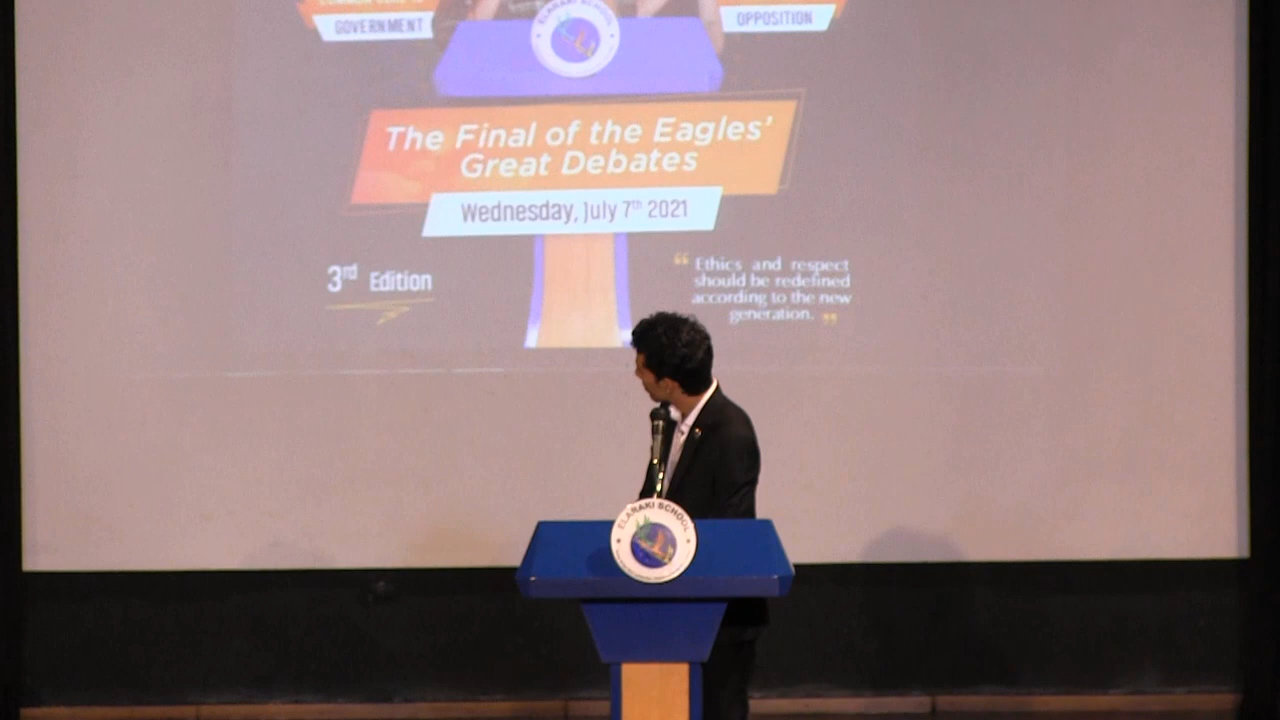 GOVERNMENT
OPPOSITION
The Final of the Eagles'
Great Debates
Wednesday, July 7th 2021
3rd Edition
“ Ethics and respect
should be redefined
according to the new
generation. ”
ELARAKI SCHOOL